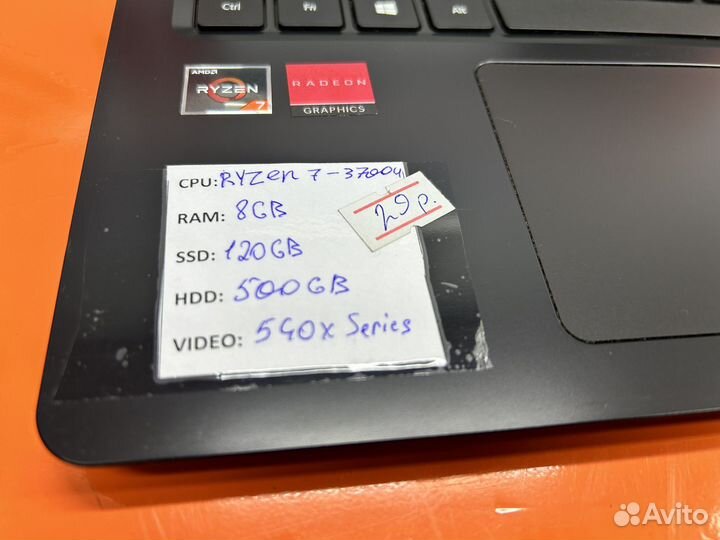 Ctrl
Fn
Alt
AMD
RYZEN
7
RADEON
GRAPHICS
CPU: RYZEN 7-3700U
29р.
RAM: 8GB
SSD: 120GB
HDD: 500GB
VIDEO: 540x Series
Avito